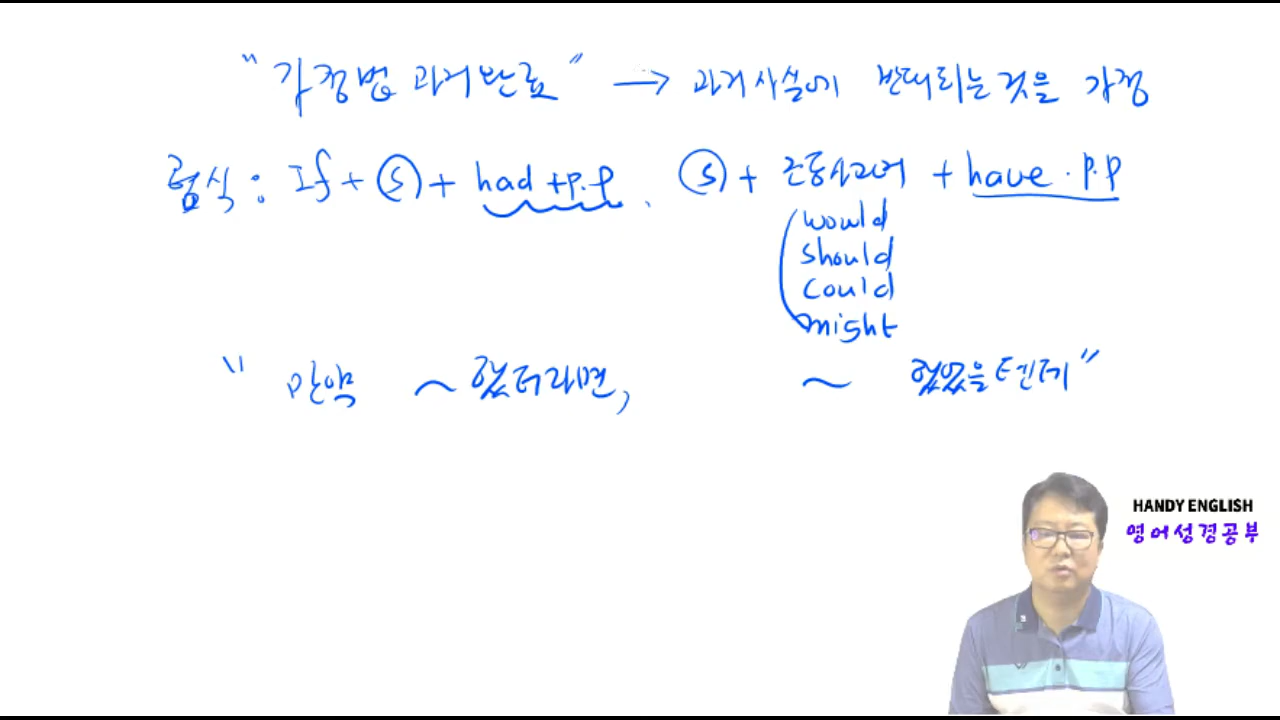 "가정법 과거완료" → 과거사실에 반대되는것을 가정
형식 : If + Ⓢ + had + p.p , Ⓢ + 조동사과거 + have · p.p
would
should
could
might
" 만약 ~했더라면, ~ 했었을텐데"
HANDY ENGLISH
영어성경공부